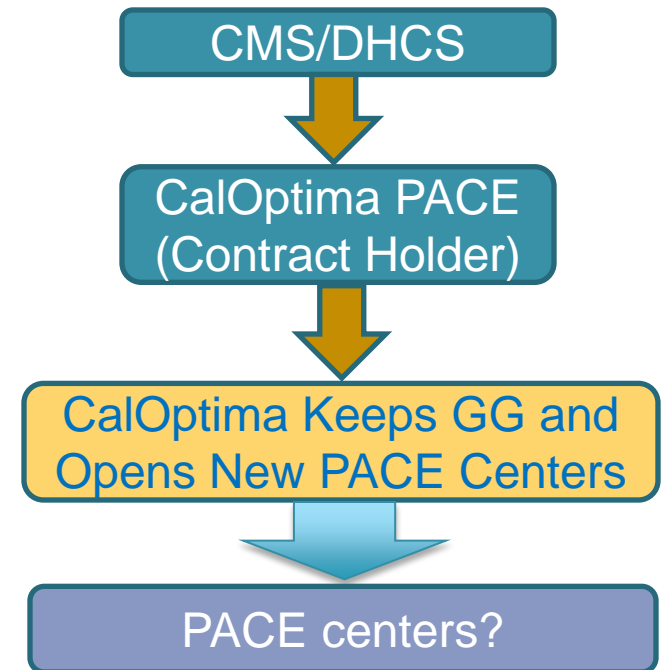 CMS/DHCS
CalOptima PACE
(Contract Holder)
CalOptima Keeps GG and
Opens New PACE Centers
PACE centers?